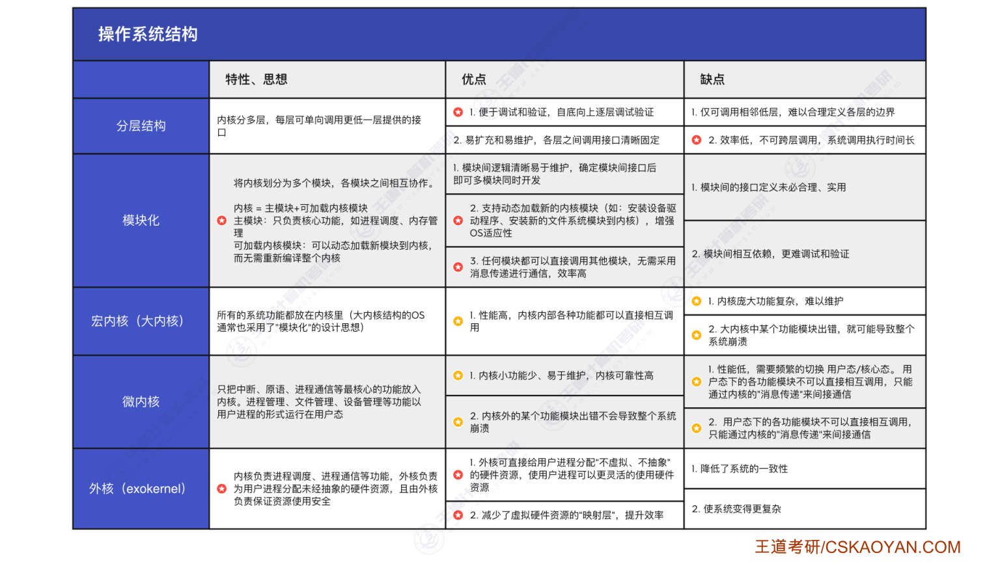 操作系统结构
特性、思想
优点
缺点
分层结构
内核分多层，每层可单向调用更低一层提供的接
口
1. 便于调试和验证，自底向上逐层调试验证
2. 易扩充和易维护，各层之间调用接口清晰固定
1. 仅可调用相邻低层，难以合理定义各层的边界
2. 效率低，不可跨层调用，系统调用执行时间长
模块化
将内核划分为多个模块，各模块之间相互协作。
内核 = 主模块+可加载内核模块
主模块：只负责核心功能，如进程调度、内存管
理
可加载内核模块：可以动态加载新模块到内核，
而无需重新编译整个内核
1. 模块间逻辑清晰易于维护，确定模块间接口后
即可多模块同时开发
2. 支持动态加载新的内核模块（如：安装设备驱
动程序、安装新的文件系统模块到内核），增强
OS适应性
3. 任何模块都可以直接调用其他模块，无需采用
消息传递进行通信，效率高
1. 模块间的接口定义未必合理、实用
2. 模块间相互依赖，更难调试和验证
宏内核（大内核）
所有的系统功能都放在内核里（大内核结构的OS
通常也采用了"模块化"的设计思想）
1. 性能高，内核内部各种功能都可以直接相互调
用
1. 内核庞大功能复杂，难以维护
2. 大内核中某个功能模块出错，就可能导致整个
系统崩溃
微内核
只把中断、原语、进程通信等最核心的功能放入
内核。进程管理、文件管理、设备管理等功能以
用户进程的形式运行在用户态
1. 内核小功能少、易于维护，内核可靠性高
2. 内核外的某个功能模块出错不会导致整个系统
崩溃
1. 性能低，需要频繁的切换 用户态/核心态。 用
户态下的各功能模块不可以直接相互调用，只能
通过内核的"消息传递"来间接通信
2. 用户态下的各功能模块不可以直接相互调用，
只能通过内核的"消息传递"来间接通信
外核（exokernel）
内核负责进程调度、进程通信等功能，外核负责
为用户进程分配未经抽象的硬件资源，且由外核
负责保证资源使用安全
1. 外核可直接给用户进程分配"不虚拟、不抽象"
的硬件资源，使用户进程可以更灵活的使用硬件
资源
2. 减少了虚拟硬件资源的"映射层"，提升效率
1. 降低了系统的一致性
2. 使系统变得更复杂
王道考研/CSKAOYAN.COM